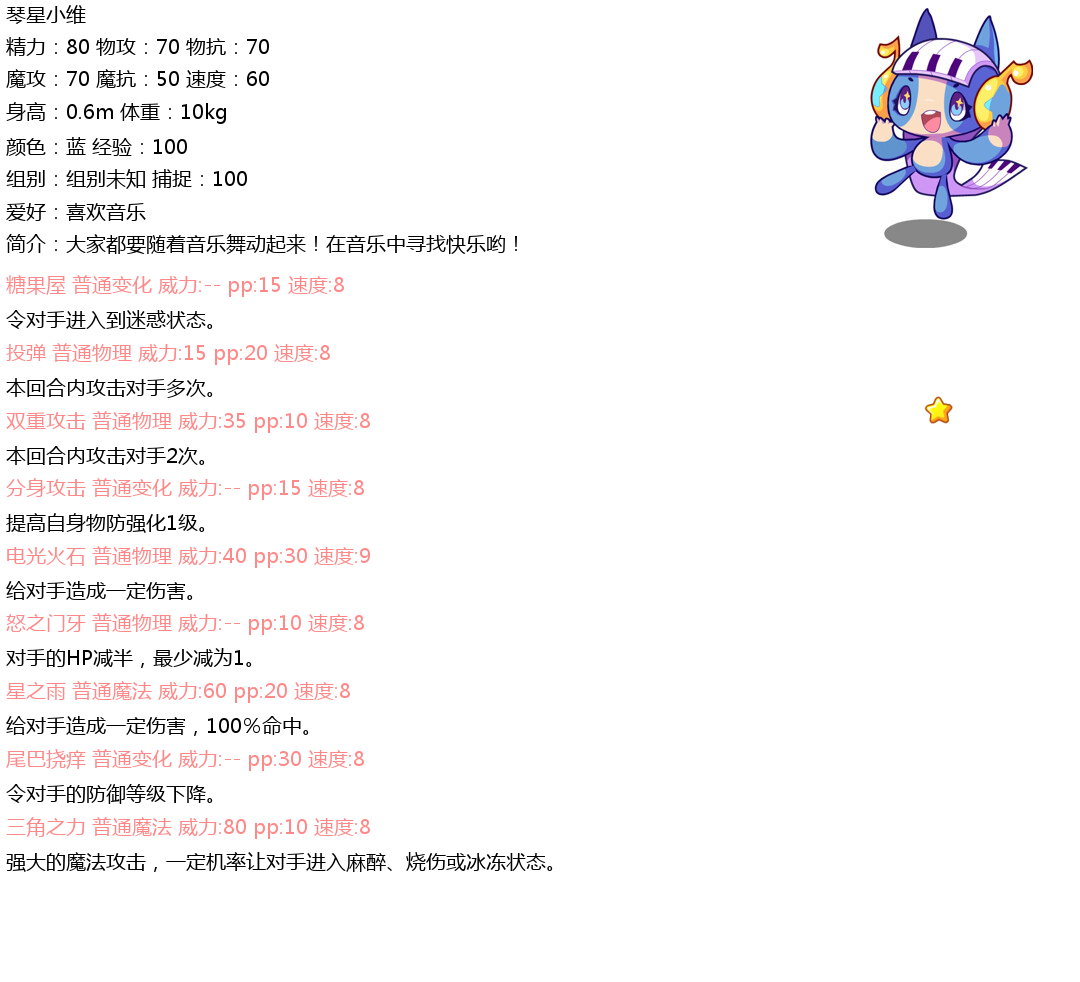 琴星小维
精力：80 物攻：70 物抗：70
魔攻：70 魔抗：50 速度：60
身高：0.6m 体重：10kg
颜色：蓝 经验：100
组别：组别未知 捕捉：100
爱好：喜欢音乐
简介：大家都要随着音乐舞动起来！在音乐中寻找快乐哟！
糖果屋 普通变化 威力:-- pp:15 速度:8
令对手进入到迷惑状态。
投弹 普通物理 威力:15 pp:20 速度:8
本回合内攻击对手多次。
双重攻击 普通物理 威力:35 pp:10 速度:8
本回合内攻击对手2次。
分身攻击 普通变化 威力:-- pp:15 速度:8
提高自身物防强化1级。
电光火石 普通物理 威力:40 pp:30 速度:9
给对手造成一定伤害。
怒之门牙 普通物理 威力:-- pp:10 速度:8
对手的HP减半，最少减为1。
星之雨 普通魔法 威力:60 pp:20 速度:8
给对手造成一定伤害，100%命中。
尾巴挠痒 普通变化 威力:-- pp:30 速度:8
令对手的防御等级下降。
三角之力 普通魔法 威力:80 pp:10 速度:8
强大的魔法攻击，一定机率让对手进入麻醉、烧伤或冰冻状态。